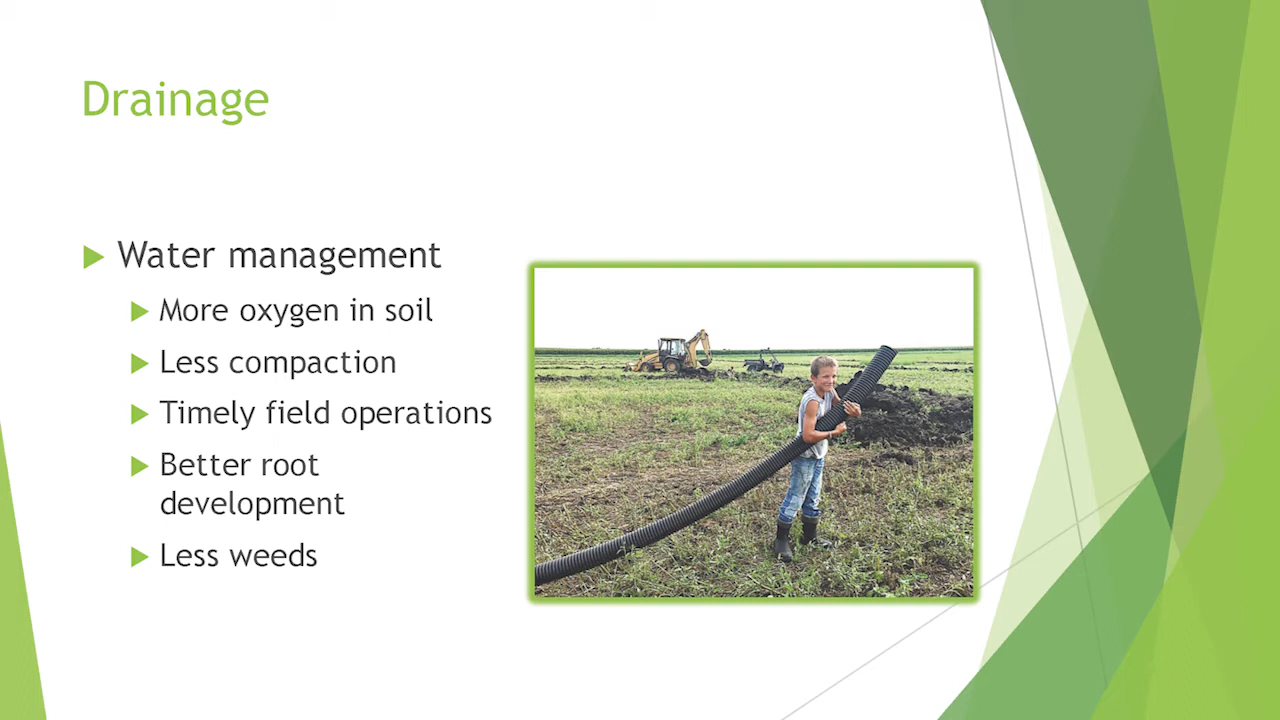 Drainage
Water management
More oxygen in soil
Less compaction
Timely field operations
Better root
development
Less weeds